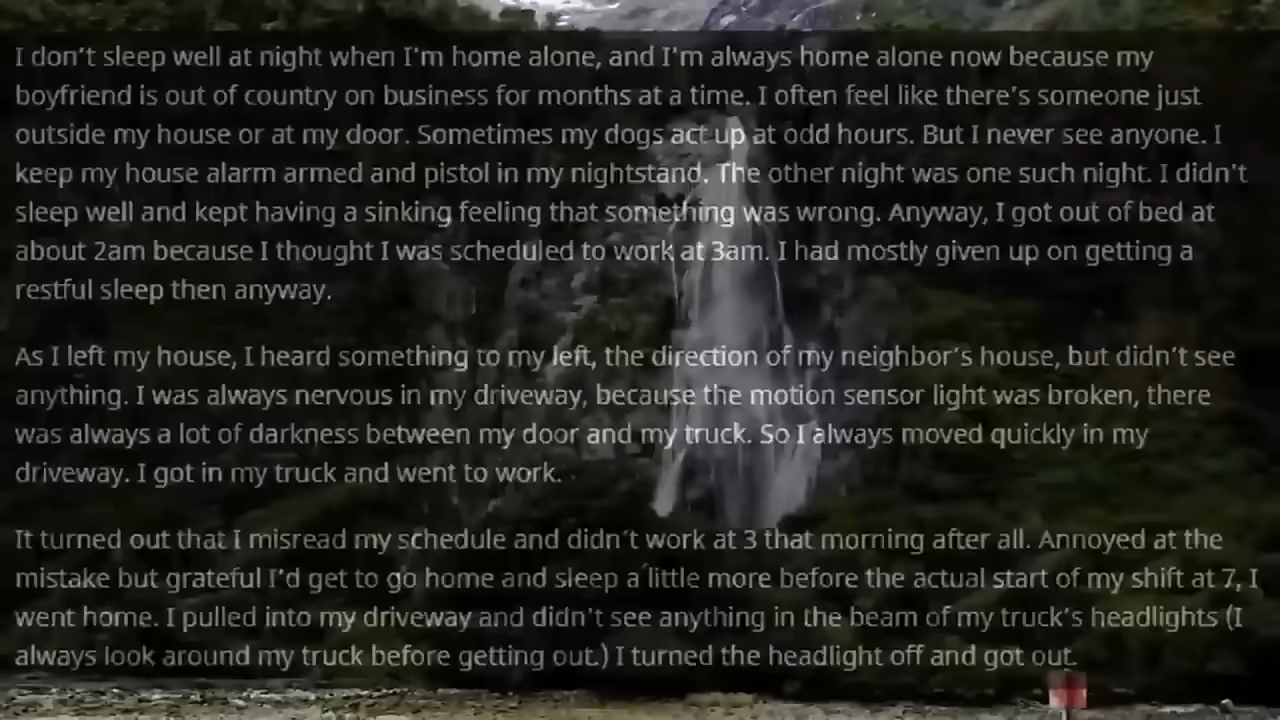 I don't sleep well at night when I'm home alone, and I'm always home alone now because my
boyfriend is out of country on business for months at a time. I often feel like there's someone just
outside my house or at my door. Sometimes my dogs act up at odd hours. But I never see anyone. I
keep my house alarm armed and pistol in my nightstand. The other night was one such night. I didn't
sleep well and kept having a sinking feeling that something was wrong. Anyway, I got out of bed at
about 2am because I thought I was scheduled to work at 3am. I had mostly given up on getting a
restful sleep then anyway.
As I left my house, I heard something to my left, the direction of my neighbor's house, but didn't see
anything. I was always nervous in my driveway, because the motion sensor light was broken, there
was always a lot of darkness between my door and my truck. So I always moved quickly in my
driveway. I got in my truck and went to work.
It turned out that I misread my schedule and didn't work at 3 that morning after all. Annoyed at the
mistake but grateful I'd get to go home and sleep a little more before the actual start of my shift at 7, I
went home. I pulled into my driveway and didn't see anything in the beam of my truck's headlights (I
always look around my truck before getting out.) I turned the headlight off and got out.